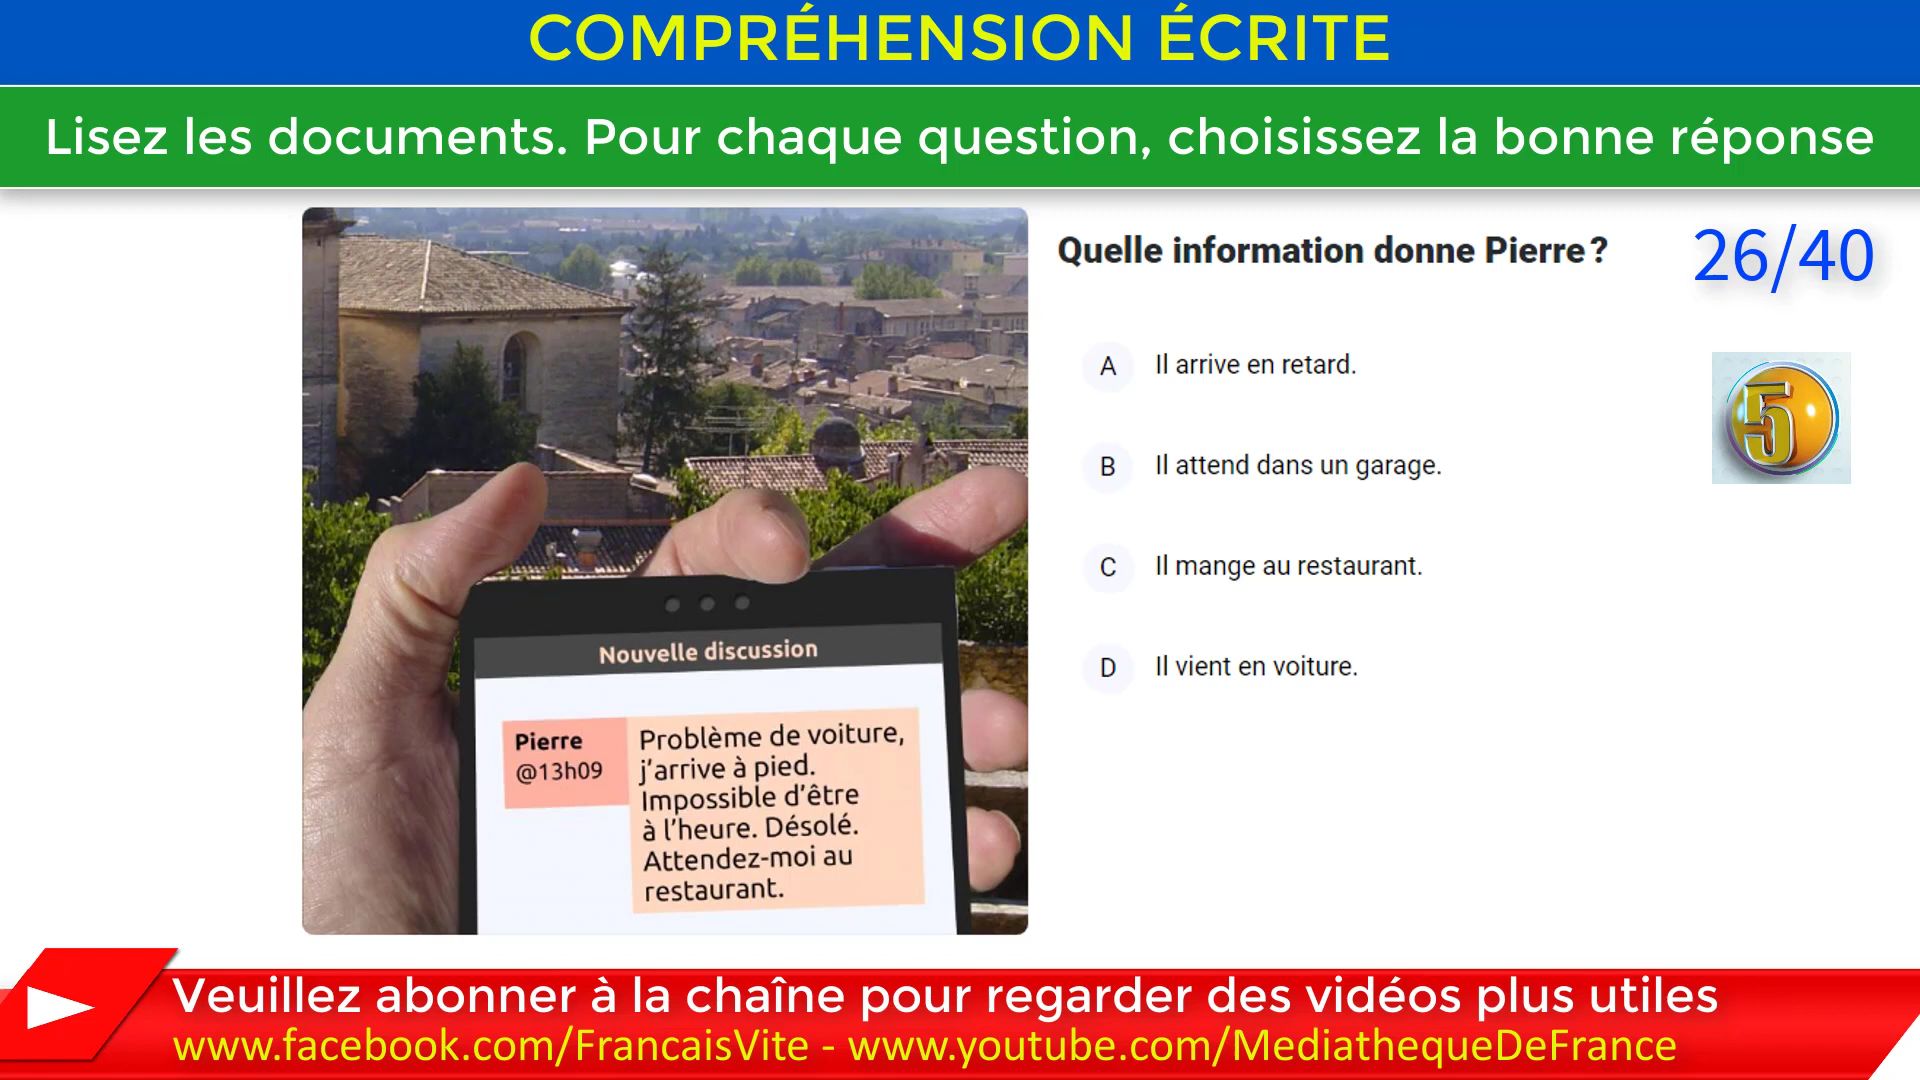 COMPRÉHENSION ÉCRITE
Lisez les documents. Pour chaque question, choisissez la bonne réponse
Quelle information donne Pierre ?
26/40
A Il arrive en retard.
B Il attend dans un garage.
C Il mange au restaurant.
D Il vient en voiture.
5
Nouvelle discussion
Pierre
@13h09
Problème de voiture,
j'arrive à pied.
Impossible d'être
à l'heure. Désolé.
Attendez-moi au
restaurant.
Veuillez abonner à la chaîne pour regarder des vidéos plus utiles
www.facebook.com/FrancaisVite - www.youtube.com/MediathequeDeFrance